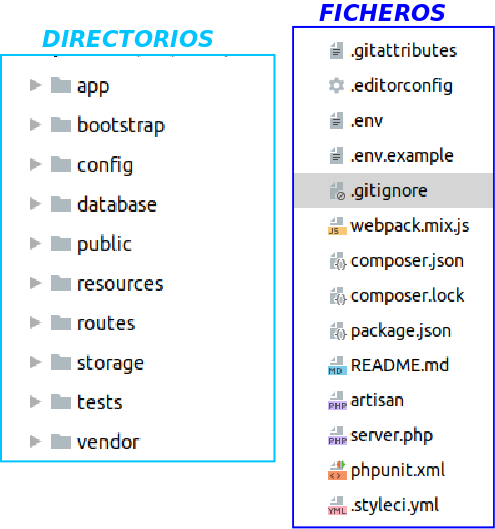 DIRECTORIOS
app
bootstrap
config
database
public
resources
routes
storage
tests
vendor
FICHEROS
.gitattributes
.editorconfig
.env
.env.example
.gitignore
JS webpack.mix.js
composer.json
composer.lock
package.json
MD README.md
PHP artisan
PHP server.php
phpunit.xml
YML .styleci.yml